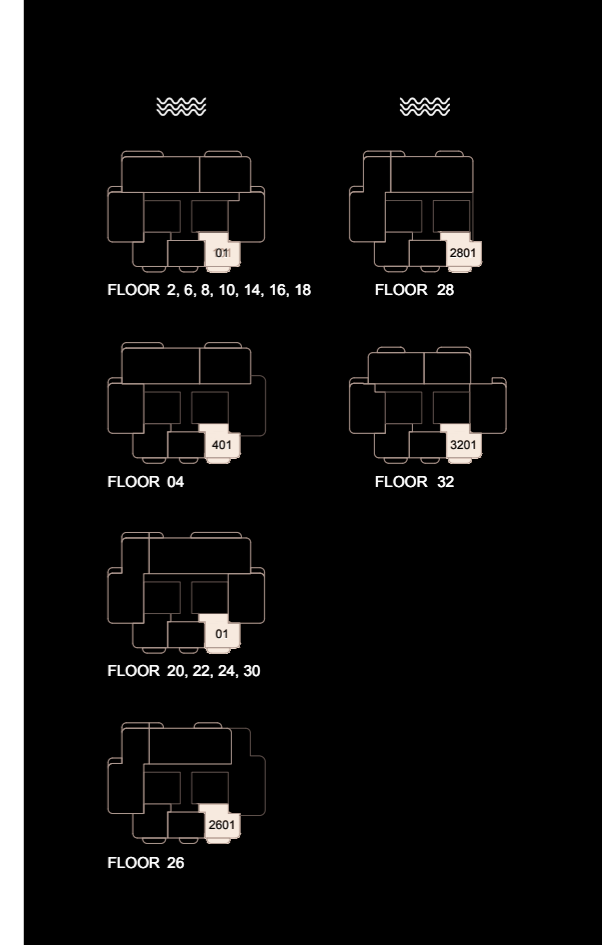 01
FLOOR 2, 6, 8, 10, 14, 16, 18
401
FLOOR 04
01
FLOOR 20, 22, 24, 30
2601
FLOOR 26
2801
FLOOR 28
3201
FLOOR 32